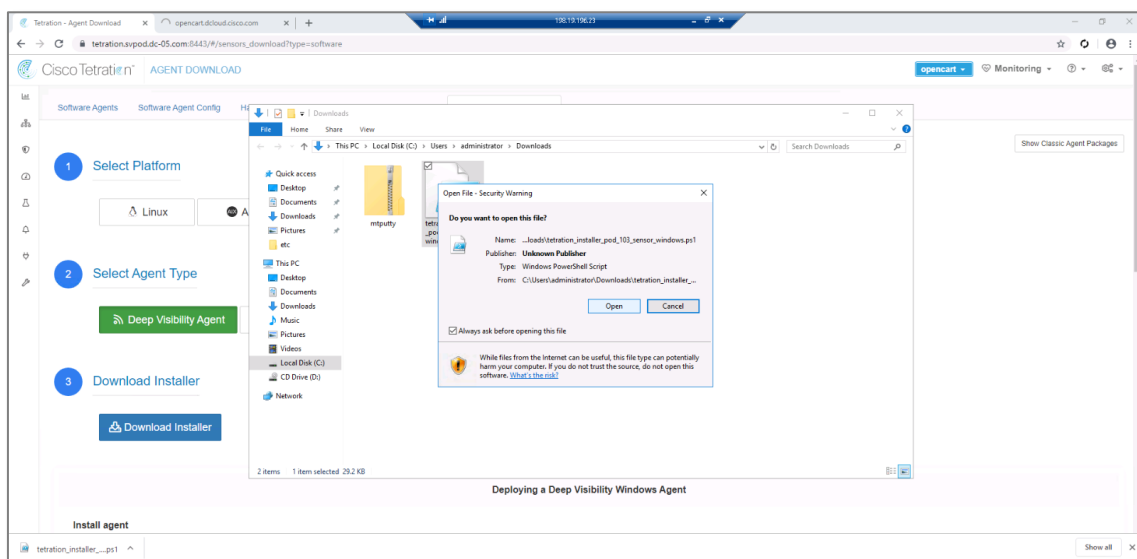 Tetration - Agent Download
opencart.dcloud.cisco.com
198.19.196.23
tetration.svpod.dc-05.com:8443/#/sensors_download?type=software
Cisco Tetration
AGENT DOWNLOAD
opencart
Monitoring
Software Agents
Software Agent Config
Show Classic Agent Packages
1
Select Platform
Linux
2
Select Agent Type
Deep Visibility Agent
3
Download Installer
Download Installer
Downloads
File
Home
Share
View
This PC > Local Disk (C:) > Users > administrator > Downloads
Search Downloads
Quick access
Desktop
Documents
Downloads
Pictures
etc
This PC
Desktop
Documents
Downloads
Music
Pictures
Videos
Local Disk (C:)
CD Drive (D:)
Network
mtputty
2 items
1 item selected 29.2 KB
Open File - Security Warning
Do you want to open this file?
Name: ...loads\tetration_installer_pod_103_sensor_windows.ps1
Publisher: Unknown Publisher
Type: Windows PowerShell Script
From: C:\Users\administrator\Downloads\tetration_installer_...
Open
Cancel
Always ask before opening this file
While files from the Internet can be useful, this file type can potentially
harm your computer. If you do not trust the source, do not open this
software. What's the risk?
Deploying a Deep Visibility Windows Agent
Install agent
tetration_installer_....ps1
Show all